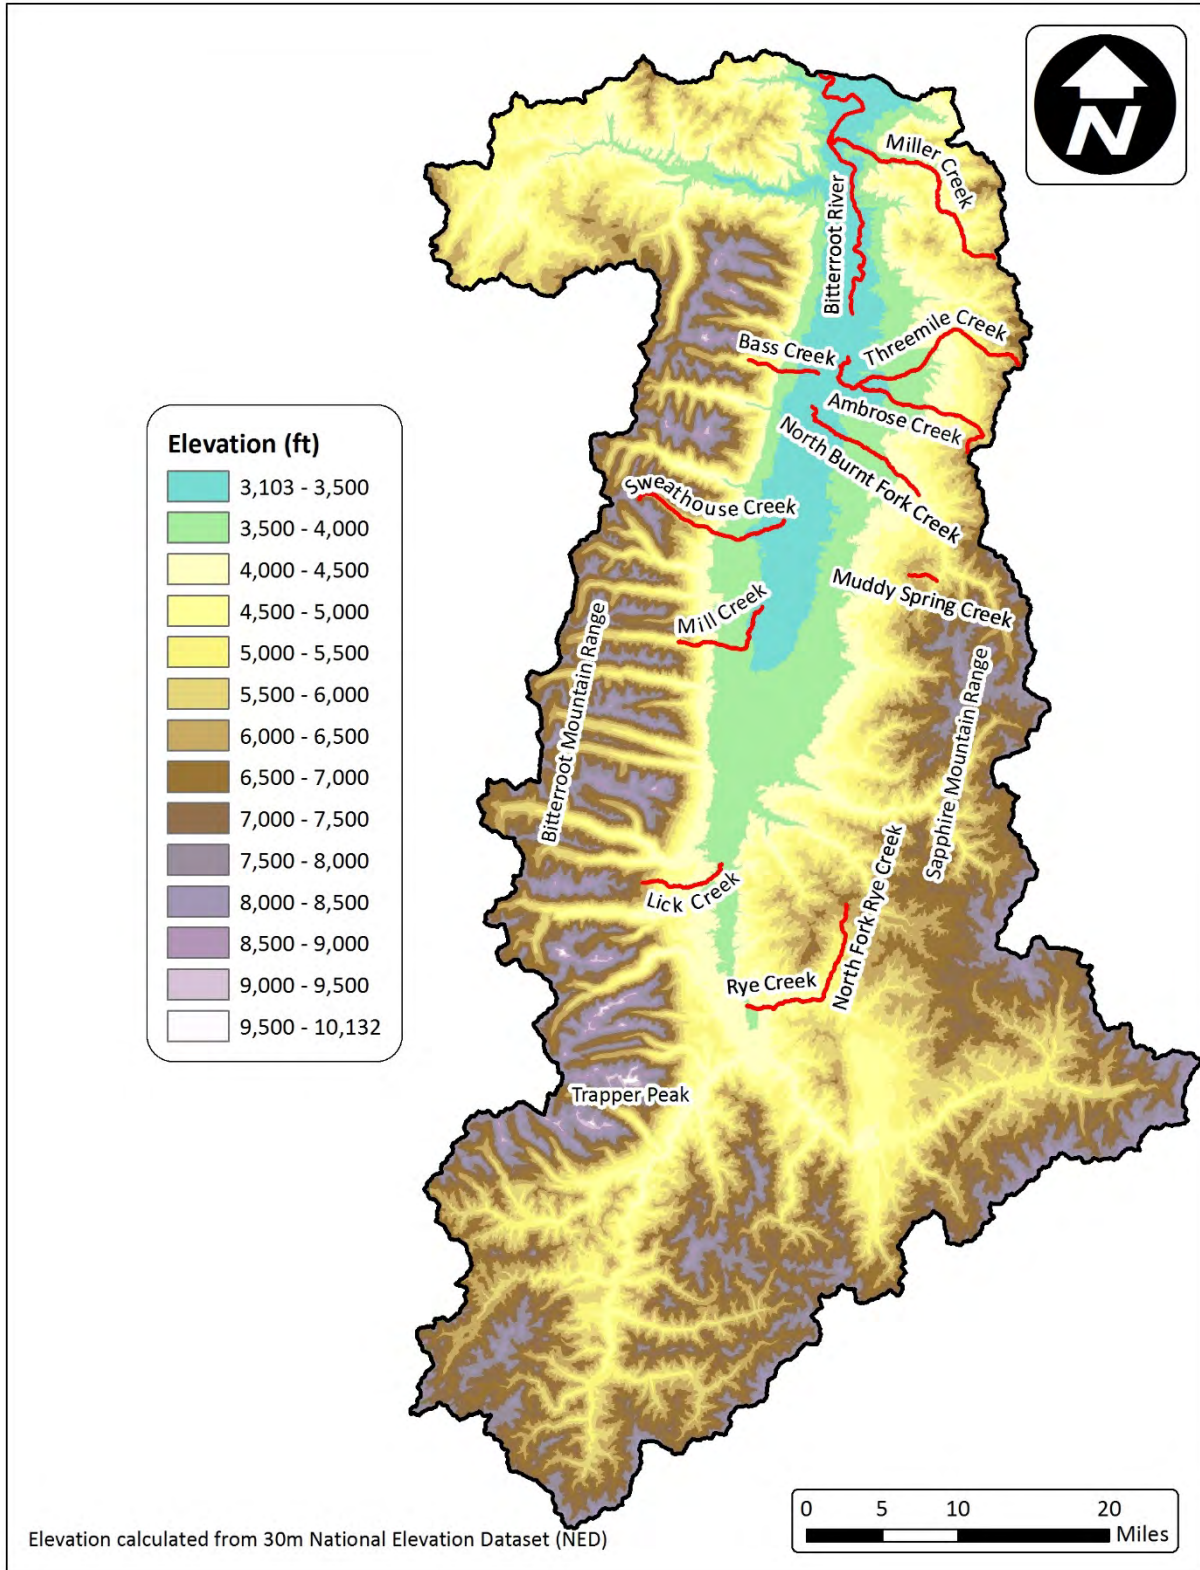 N
Miller Creek
Bitterroot River
Threemile Creek
Bass Creek
Ambrose Creek
North Burnt Fork Creek
Elevation (ft)
3,103 - 3,500
3,500 - 4,000
4,000 - 4,500
4,500 - 5,000
5,000 - 5,500
5,500 - 6,000
6,000 - 6,500
6,500 - 7,000
7,000 - 7,500
7,500 - 8,000
8,000 - 8,500
8,500 - 9,000
9,000 - 9,500
9,500 - 10,132
Sweathouse Creek
Muddy Spring Creek
Mill Creek
Bitterroot Mountain Range
Sapphire Mountain Range
Lick Creek
North Fork Rye Creek
Rye Creek
Trapper Peak
0 5 10 20
Miles
Elevation calculated from 30m National Elevation Dataset (NED)